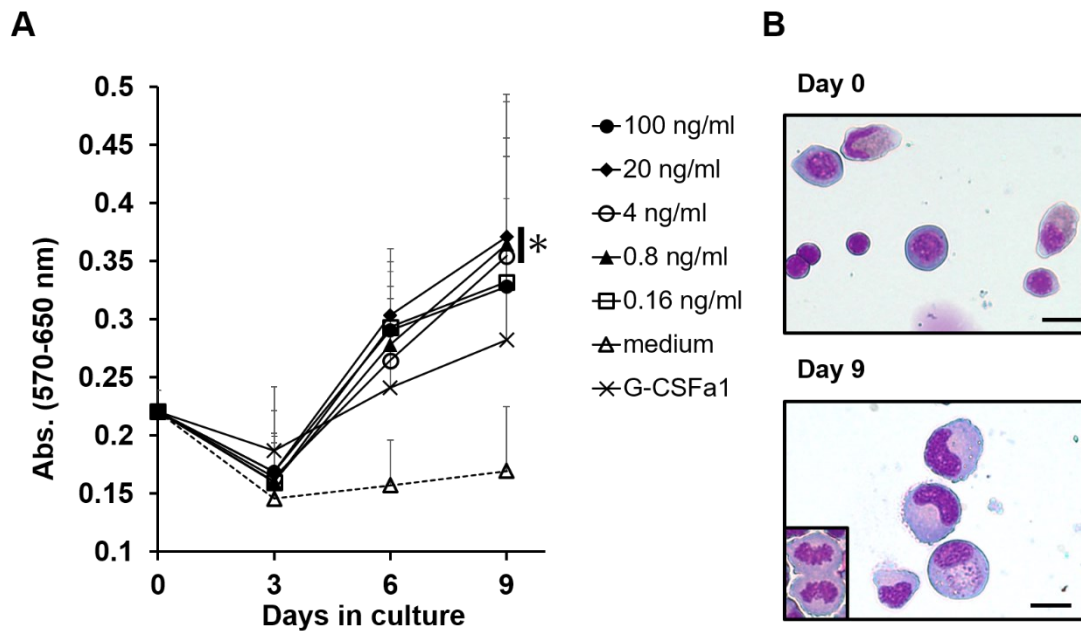 A
B
Abs. (570-650 nm)
0.5
0.45
0.4
0.35
0.3
0.25
0.2
0.15
0.1
0
3
6
9
Days in culture
*
100 ng/ml
20 ng/ml
4 ng/ml
0.8 ng/ml
0.16 ng/ml
medium
G-CSFa1
Day 0
Day 9